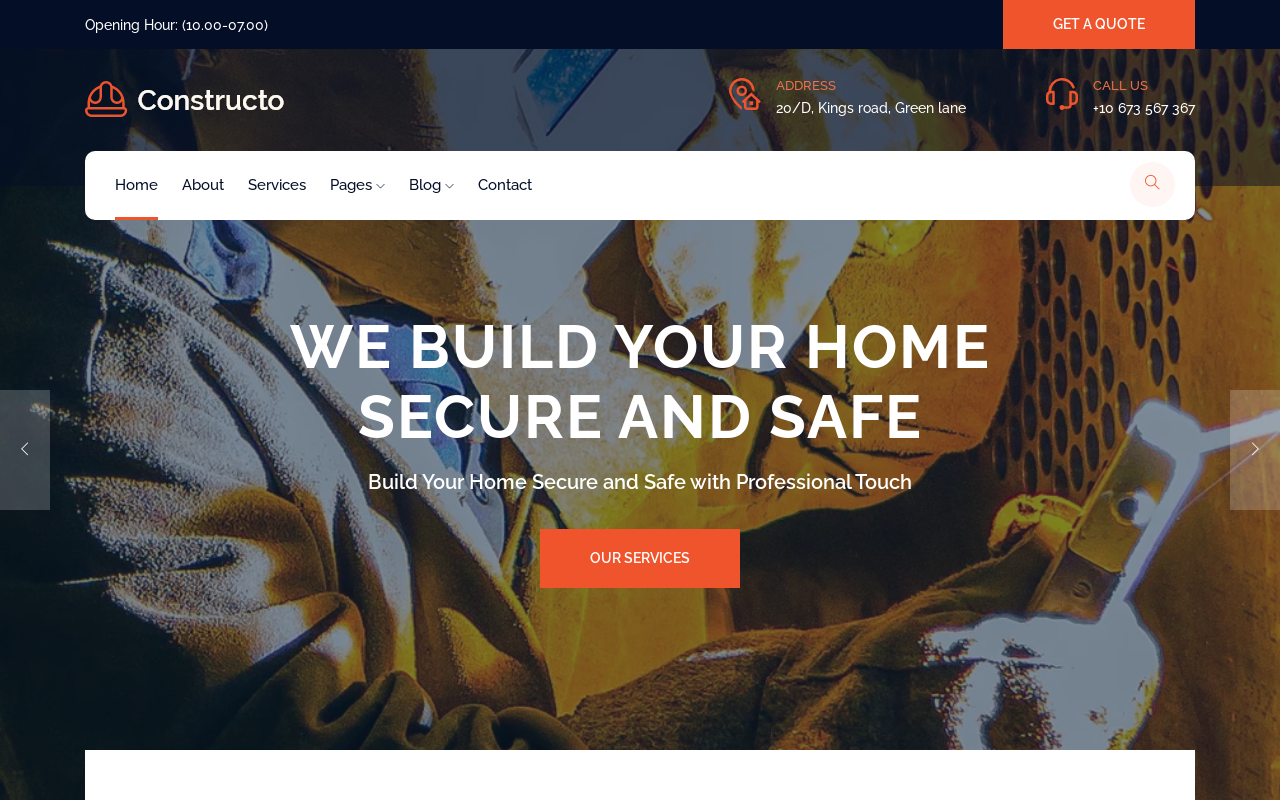 Opening Hour: (10.00-07.00)
GET A QUOTE
Constructo
ADDRESS
20/D, Kings road, Green lane
CALL US
+10 673 567 367
Home About Services Pages Blog Contact
WE BUILD YOUR HOME
SECURE AND SAFE
Build Your Home Secure and Safe with Professional Touch
OUR SERVICES